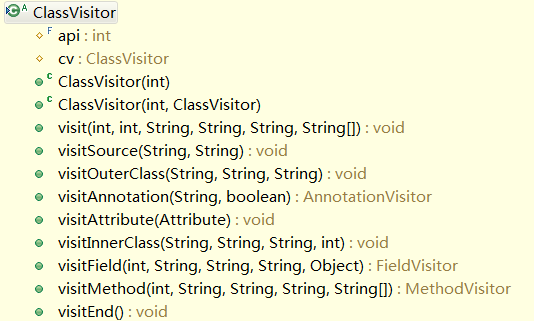 ClassVisitor
api : int
cv : ClassVisitor
ClassVisitor(int)
ClassVisitor(int, ClassVisitor)
visit(int, int, String, String, String, String[]) : void
visitSource(String, String) : void
visitOuterClass(String, String, String) : void
visitAnnotation(String, boolean) : AnnotationVisitor
visitAttribute(Attribute) : void
visitInnerClass(String, String, String, int) : void
visitField(int, String, String, String, Object) : FieldVisitor
visitMethod(int, String, String, String, String[]) : MethodVisitor
visitEnd() : void